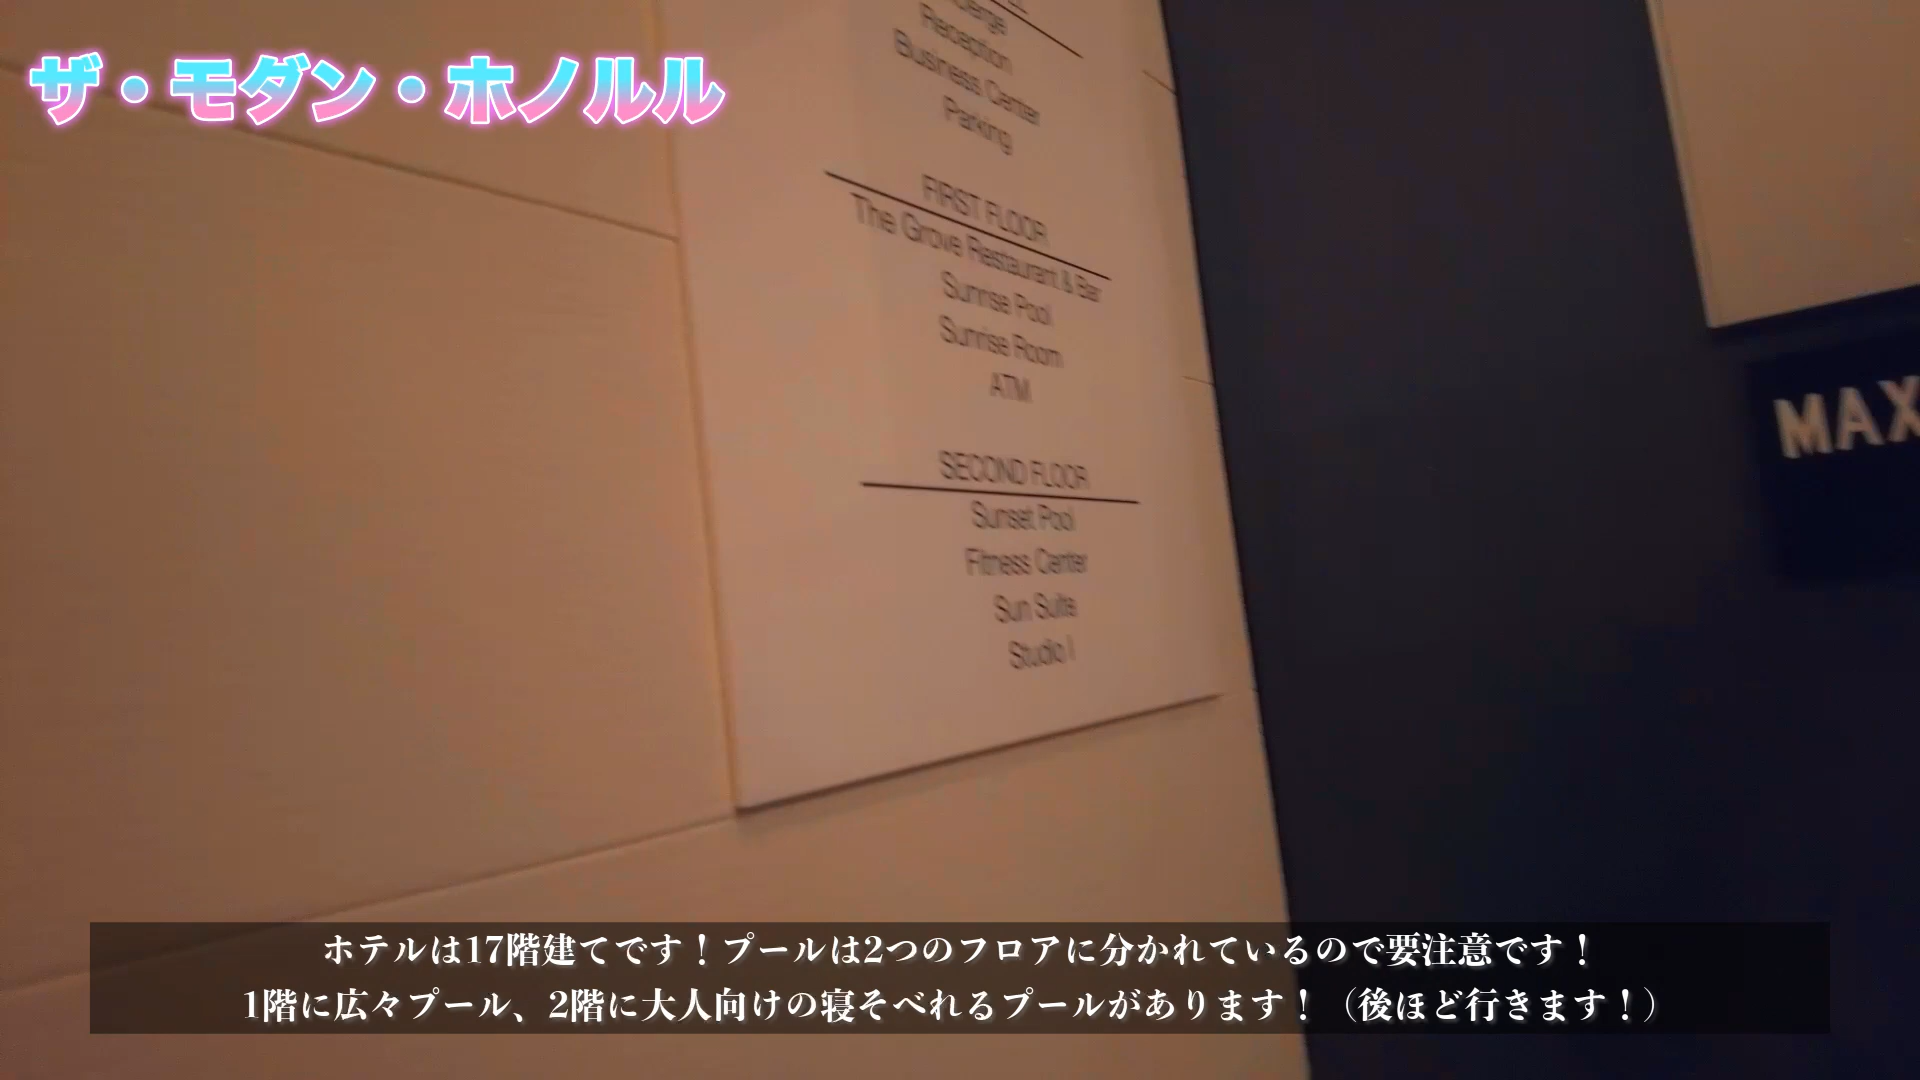 ザ・モダン・ホノルル
Reception
Business Center
Parking
FIRST FLOOR
The Grove Restaurant & Bar
Sunrise Pool
Sunrise Room
ATM
SECOND FLOOR
Sunset Pool
Fitness Center
Sun Suite
Studio I
MAX
ホテルは17階建てです！プールは2つのフロアに分かれているので要注意です！
1階に広々プール、2階に大人向けの寝そべれるプールがあります！（後ほど行きます！）